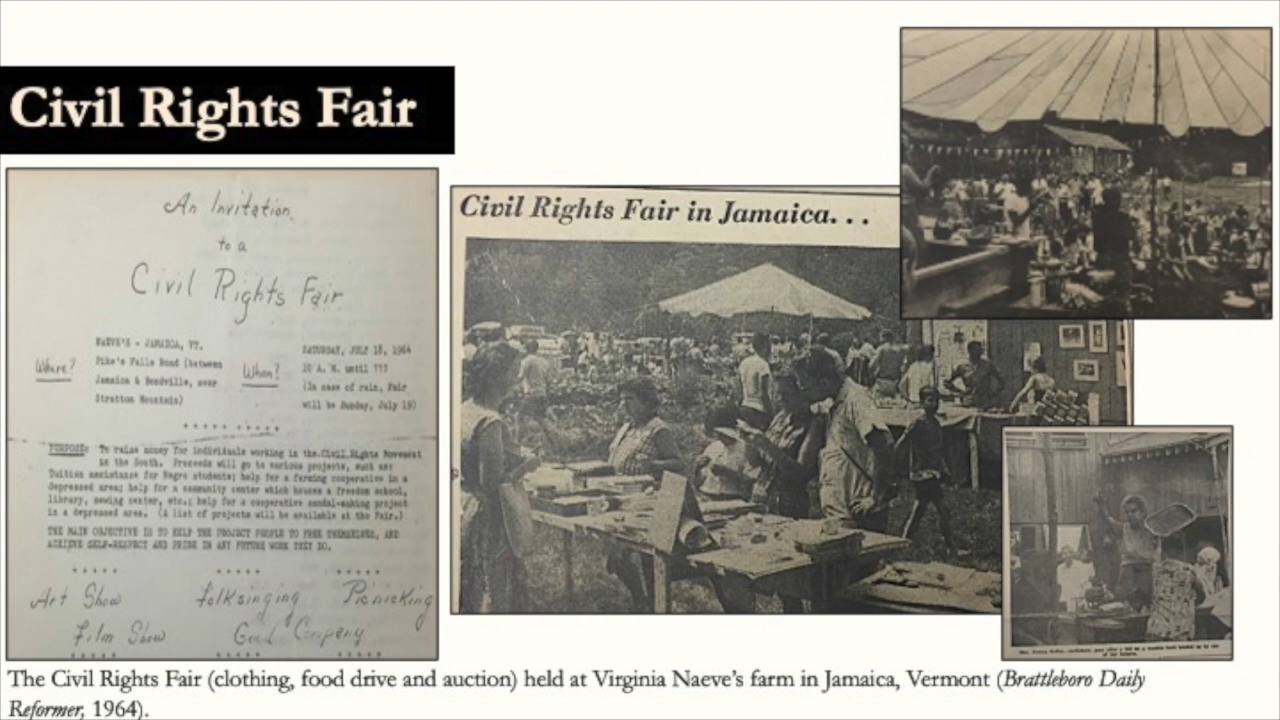 Civil Rights Fair
An Invitation
to a
Civil Rights Fair
Where?
NAEVE'S - JAMAICA, VT.
Pike's Falls Road (between
Jamaica & Bondville, near
Stratton Mountain)
When?
SATURDAY, JULY 18, 1964
10 A. M. until ???
(In case of rain, Fair
will be Sunday, July 19)
* * * * * * * * * *
PURPOSE: To raise money for individuals working in the Civil Rights Movement
in the South. Proceeds will go to various projects, such as:
Tuition assistance for Negro students; help for a farming cooperative in a
depressed area; help for a community center which houses a freedom school,
library, sewing center, etc.; help for a cooperative sandal-making project
in a depressed area. (A list of projects will be available at the Fair.)
THE MAIN OBJECTIVE IS TO HELP THE PROJECT PEOPLE TO FREE THEMSELVES, AND
ACHIEVE SELF-RESPECT AND PRIDE IN ANY FUTURE WORK THEY DO.
* * * * * * * * * * * * * * *
Art Show folksinging Picnicking
Film Show Good Company
Civil Rights Fair in Jamaica. . .
The Civil Rights Fair (clothing, food drive and auction) held at Virginia Naeve's farm in Jamaica, Vermont (Brattleboro Daily
Reformer, 1964).